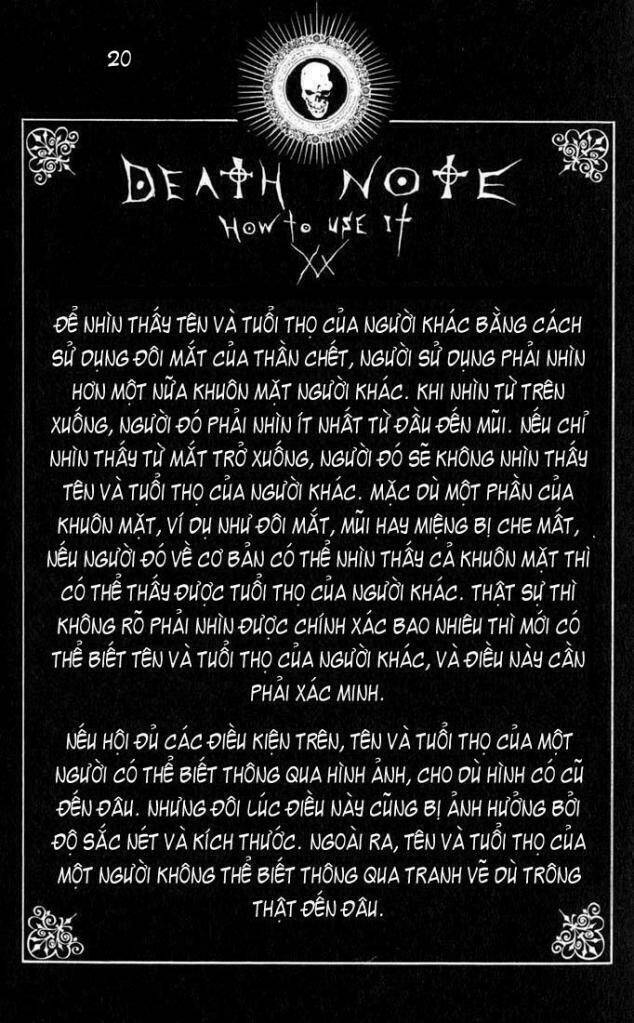 20
DEATH NOTE
HOW TO USE IT
XX
ĐỂ NHÌN THẤY TÊN VÀ TUỔI THỌ CỦA NGƯỜI KHÁC BẰNG CÁCH
SỬ DỤNG ĐÔI MẮT CỦA THẦN CHẾT, NGƯỜI SỬ DỤNG PHẢI NHÌN
HƠN MỘT NỮA KHUÔN MẶT NGƯỜI KHÁC. KHI NHÌN TỪ TRÊN
XUỐNG, NGƯỜI ĐÓ PHẢI NHÌN ÍT NHẤT TỪ ĐẦU ĐẾN MŨI. NẾU CHỈ
NHÌN THẤY TỪ MẮT TRỞ XUỐNG, NGƯỜI ĐÓ SẼ KHÔNG NHÌN THẤY
TÊN VÀ TUỔI THỌ CỦA NGƯỜI KHÁC. MẶC DÙ MỘT PHẦN CỦA
KHUÔN MẶT, VÍ DỤ NHƯ ĐÔI MẮT, MŨI HAY MIỆNG BỊ CHE MẤT,
NẾU NGƯỜI ĐÓ VỀ CƠ BẢN CÓ THỂ NHÌN THẤY CẢ KHUÔN MẶT THÌ
CÓ THỂ THẤY ĐƯỢC TUỔI THỌ CỦA NGƯỜI KHÁC. THẬT SỰ THÌ
KHÔNG RÕ PHẢI NHÌN ĐƯỢC CHÍNH XÁC BAO NHIÊU THÌ MỚI CÓ
THỂ BIẾT TÊN VÀ TUỔI THỌ CỦA NGƯỜI KHÁC, VÀ ĐIỀU NÀY CẦN
PHẢI XÁC MINH.
NẾU HỘI ĐỦ CÁC ĐIỀU KIỆN TRÊN, TÊN VÀ TUỔI THỌ CỦA MỘT
NGƯỜI CÓ THỂ BIẾT THÔNG QUA HÌNH ẢNH, CHO DÙ HÌNH CÓ CŨ
ĐẾN ĐÂU. NHƯNG ĐÔI LÚC ĐIỀU NÀY CŨNG BỊ ẢNH HƯỞNG BỞI
ĐỘ SẮC NÉT VÀ KÍCH THƯỚC. NGOÀI RA, TÊN VÀ TUỔI THỌ CỦA
MỘT NGƯỜI KHÔNG THỂ BIẾT THÔNG QUA TRANH VẼ DÙ TRÔNG
THẬT ĐẾN ĐÂU.